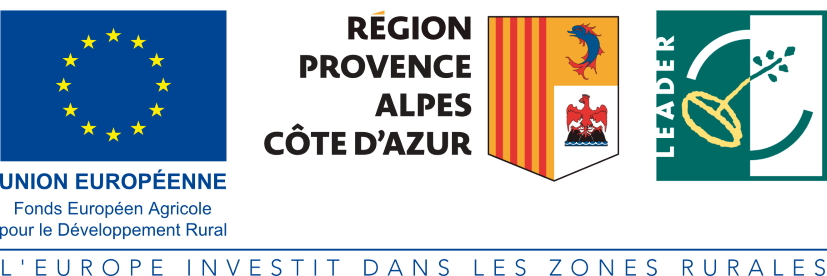 UNION EUROPÉENNE
Fonds Européen Agricole
pour le Développement Rural
RÉGION
PROVENCE
ALPES
CÔTE D'AZUR
LEADER
L'EUROPE INVESTIT DANS LES ZONES RURALES